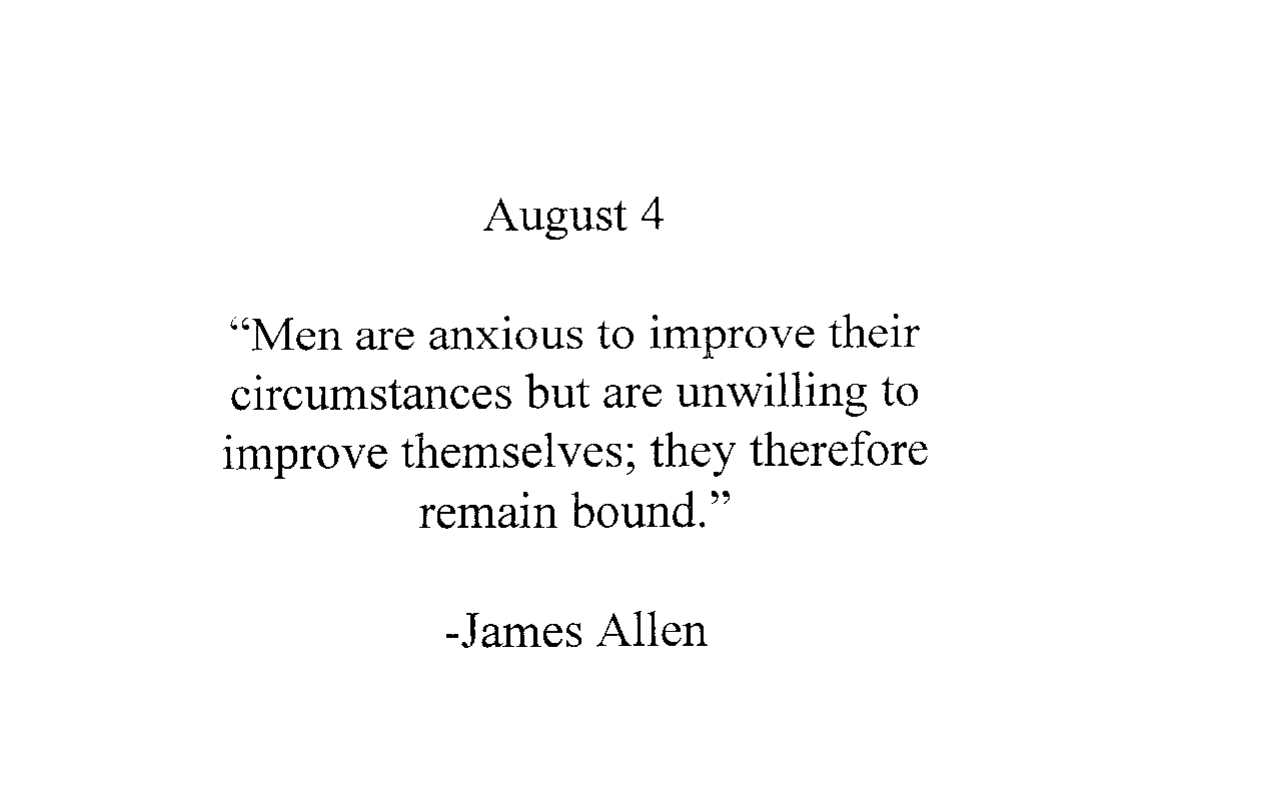 August 4
“Men are anxious to improve their
circumstances but are unwilling to
improve themselves; they therefore
remain bound.”
-James Allen